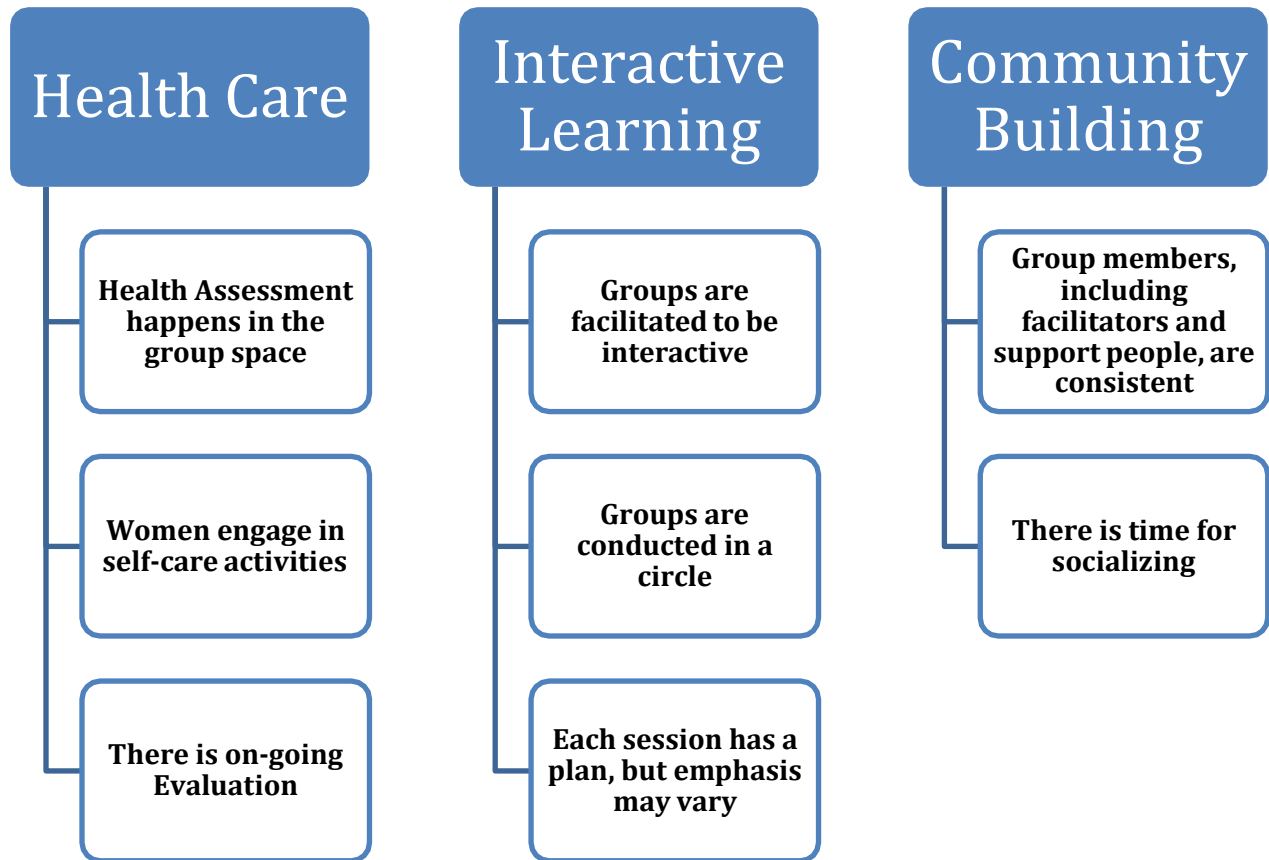 Health Care
Health Assessment
happens in the
group space
Women engage in
self-care activities
There is on-going
Evaluation
Interactive
Learning
Groups are
facilitated to be
interactive
Groups are
conducted in a
circle
Each session has a
plan, but emphasis
may vary
Community
Building
Group members,
including
facilitators and
support people, are
consistent
There is time for
socializing